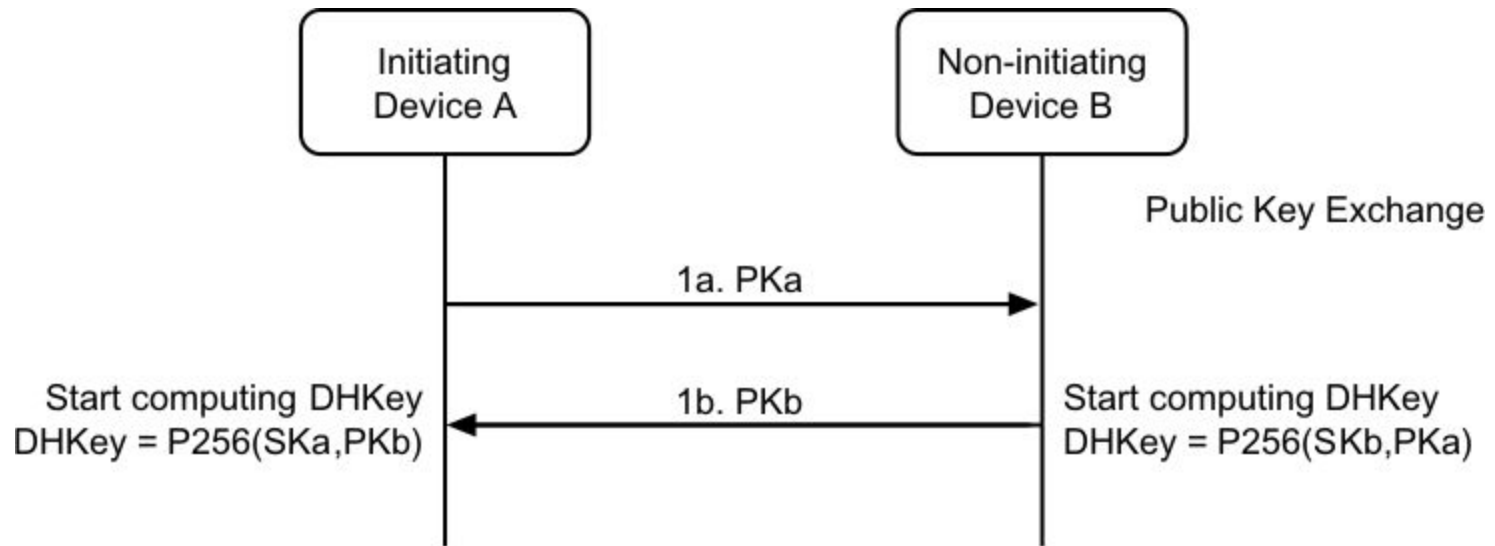 Initiating
Device A
Non-initiating
Device B
Public Key Exchange
1a. PKa
1b. PKb
Start computing DHKey
DHKey = P256(SKa,PKb)
Start computing DHKey
DHKey = P256(SKb,PKa)